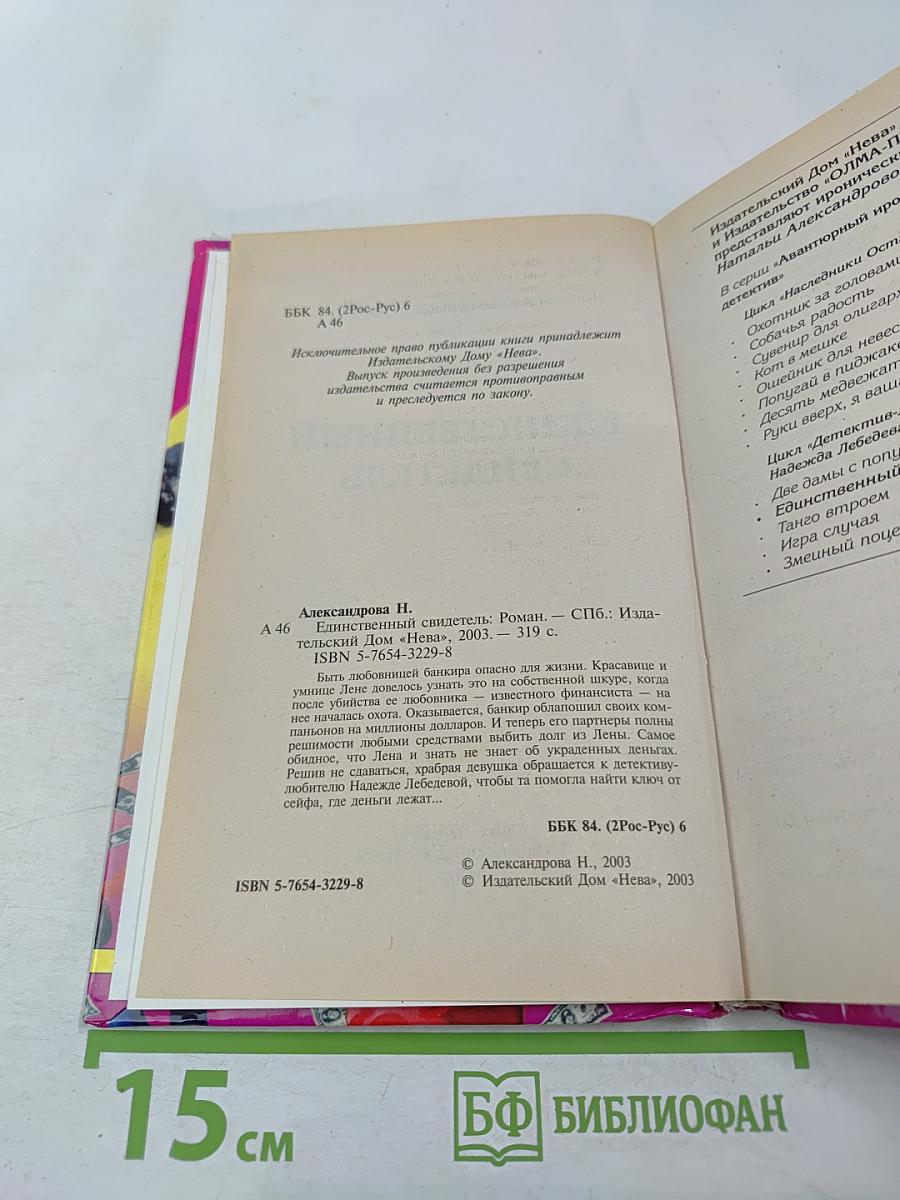 ББК 84. (2Рос-Рус) 6
А 46
Исключительное право публикации книги принадлежит
Издательскому Дому «Нева».
Выпуск произведения без разрешения
издательства считается противоправным
и преследуется по закону.
Александрова Н.
А 46 Единственный свидетель: Роман. — СПб.: Изда-
тельский Дом «Нева», 2003. — 319 с.
ISBN 5-7654-3229-8
Быть любовницей банкира опасно для жизни. Красавице и
умнице Лене довелось узнать это на собственной шкуре, когда
после убийства ее любовника — известного финансиста — на
нее началась охота. Оказывается, банкир облапошил своих ком-
паньонов на миллионы долларов. И теперь его партнеры полны
решимости любыми средствами выбить долг из Лены. Самое
обидное, что Лена и знать не знает об украденных деньгах.
Решив не сдаваться, храбрая девушка обращается к детективу-
любителю Надежде Лебедевой, чтобы та помогла найти ключ от
сейфа, где деньги лежат...
ББК 84. (2Рос-Рус) 6
© Александрова Н., 2003
ISBN 5-7654-3229-8 © Издательский Дом «Нева», 2003
Издательский Дом «Нева»
и Издательство «ОЛМА-П
представляют ироническ
Натальи Александрово
В серии «Авантюрный иро
детектив»
Цикл «Наследники Оста
· Охотник за головами
· Собачья радость
· Сувенир для олигарх
· Кот в мешке
· Ошейник для невес
· Попугай в пиджаке
· Десять медвежат
· Руки вверх, я ваша
Цикл «Детектив-л
Надежда Лебедева
· Две дамы с попу
· Единственный
· Танго втроем
· Игра случая
· Змеиный поце
15 см
БФ БИБЛИОФАН